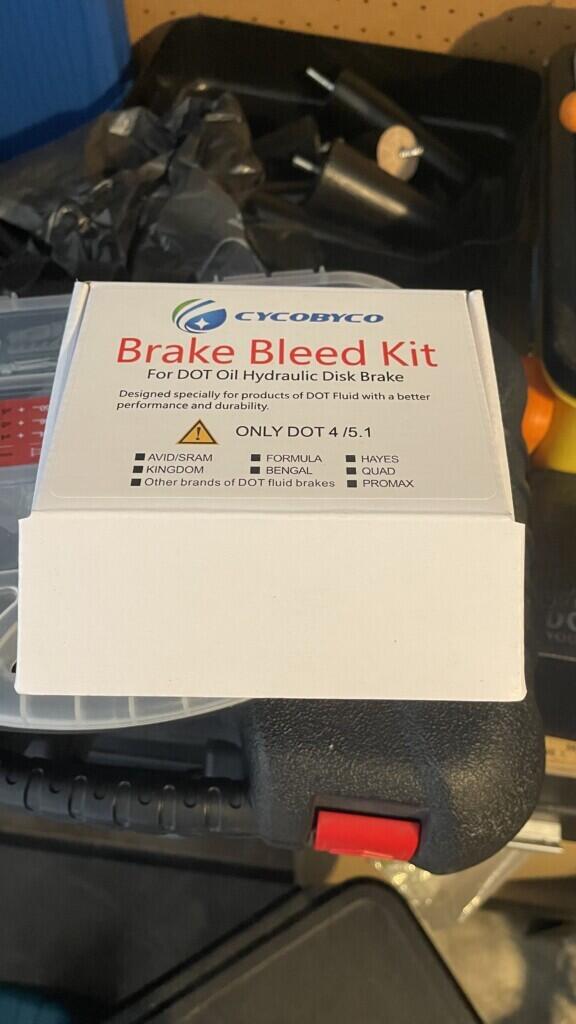 CYCOBYCO
Brake Bleed Kit
For DOT Oil Hydraulic Disk Brake
Designed specially for products of DOT Fluid with a better
performance and durability.
ONLY DOT 4 /5.1
AVID/SRAM FORMULA HAYES
KINGDOM BENGAL QUAD
Other brands of DOT fluid brakes PROMAX